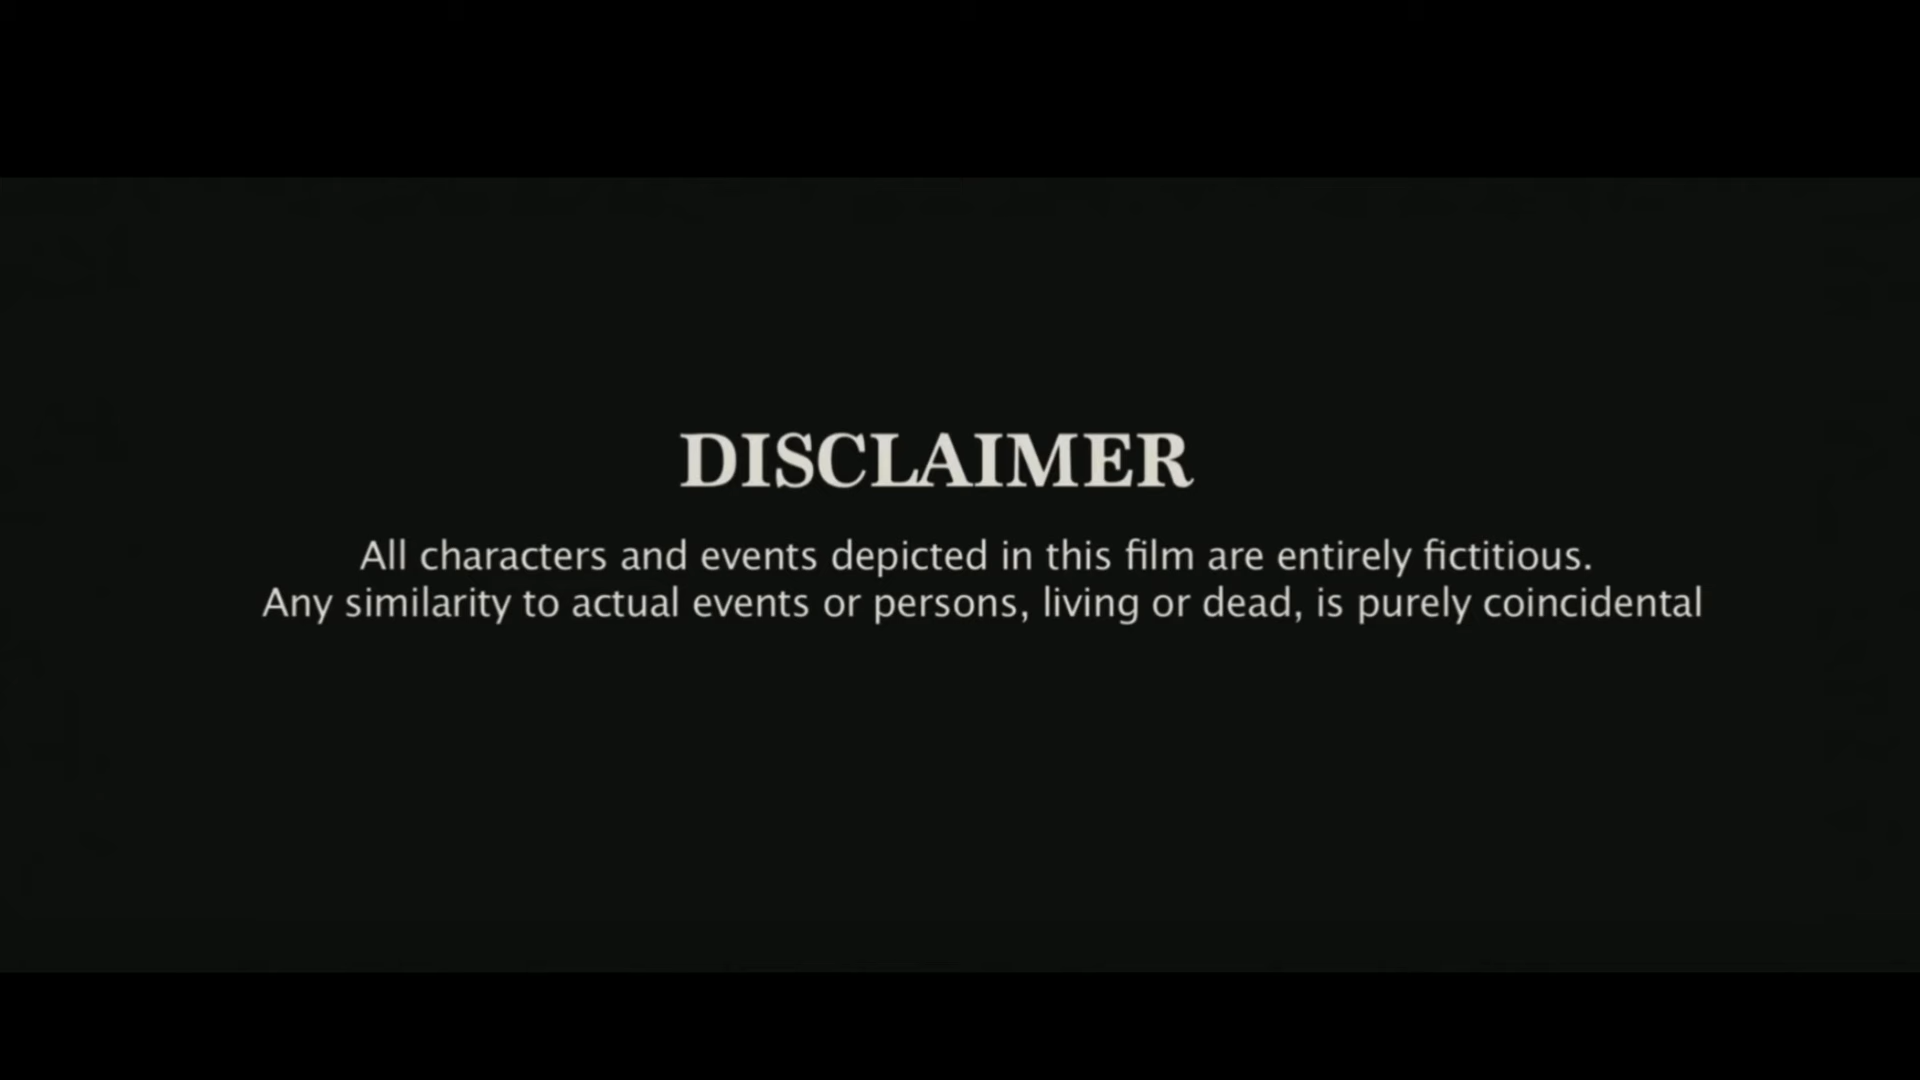 DISCLAIMER
All characters and events depicted in this film are entirely fictitious.
Any similarity to actual events or persons, living or dead, is purely coincidental